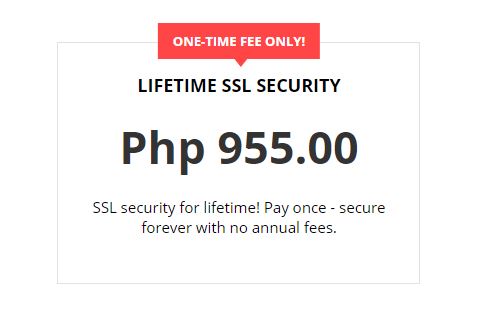 ONE-TIME FEE ONLY!
LIFETIME SSL SECURITY
Php 955.00
SSL security for lifetime! Pay once - secure
forever with no annual fees.